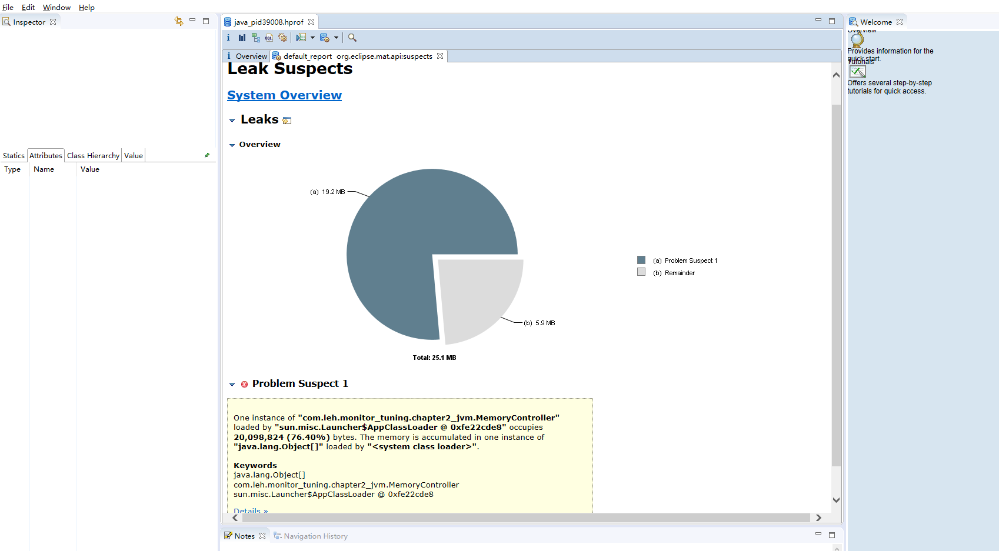 File Edit Window Help
Inspector
Statics Attributes Class Hierarchy Value
Type Name Value
java_pid39008.hprof
i OQL
i Overview default_report org.eclipse.mat.api:suspects
Leak Suspects
System Overview
Leaks
Overview
(a) 19.2 MB
(b) 5.9 MB
Total: 25.1 MB
(a) Problem Suspect 1
(b) Remainder
Problem Suspect 1
One instance of "com.leh.monitor_tuning.chapter2_jvm.MemoryController"
loaded by "sun.misc.Launcher$AppClassLoader @ 0xfe22cde8" occupies
20,098,824 (76.40%) bytes. The memory is accumulated in one instance of
"java.lang.Object[]" loaded by "<system class loader>".
Keywords
java.lang.Object[]
com.leh.monitor_tuning.chapter2_jvm.MemoryController
sun.misc.Launcher$AppClassLoader @ 0xfe22cde8
Details »
Notes Navigation History
Welcome
Overview
Provides information for the
quick start.
Tutorials
Offers several step-by-step
tutorials for quick access.